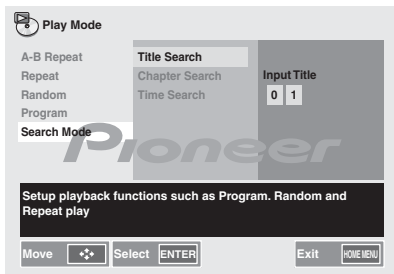 Play Mode
A-B Repeat
Repeat
Random
Program
Search Mode
Title Search
Chapter Search
Time Search
Input Title
0 1
Pioneer
Setup playback functions such as Program. Random and
Repeat play
Move Select ENTER Exit HOME MENU